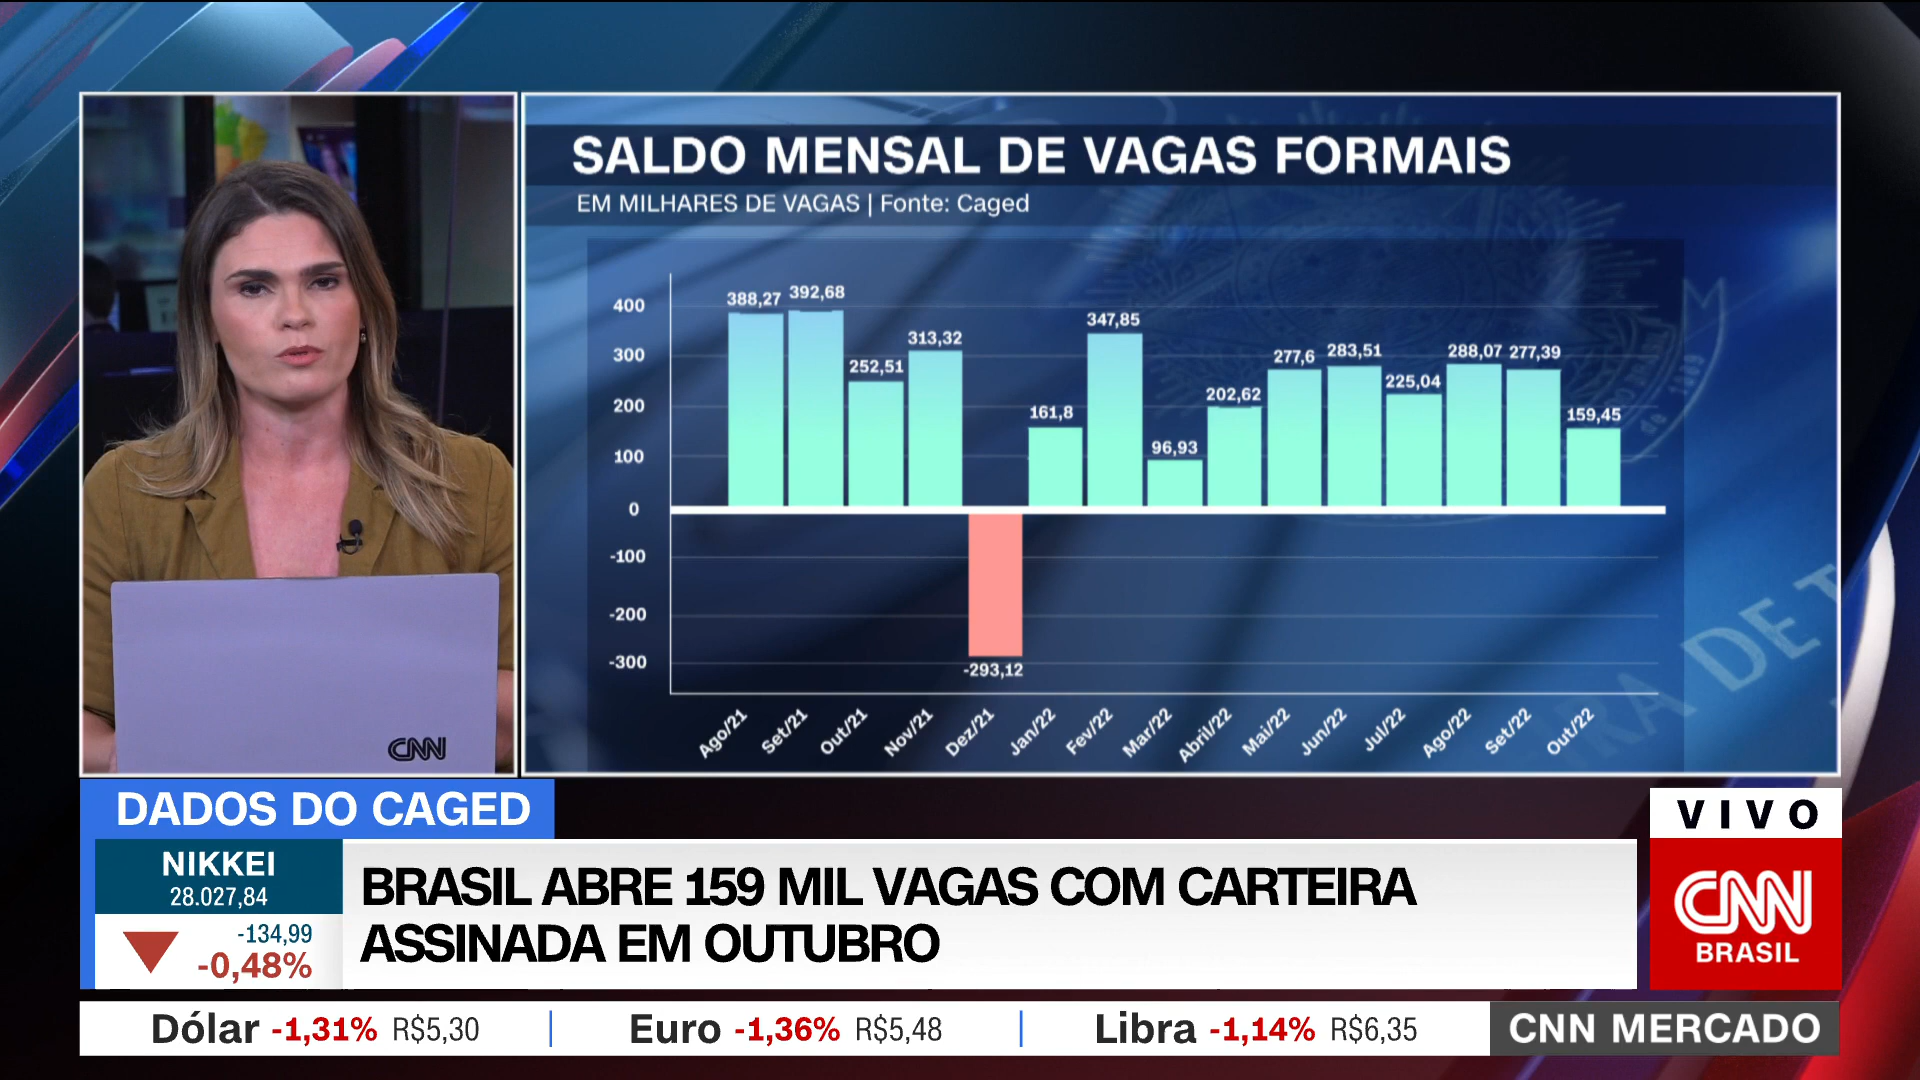 SALDO MENSAL DE VAGAS FORMAIS
EM MILHARES DE VAGAS | Fonte: Caged
400
300
200
100
0
-100
-200
-300
388,27
392,68
252,51
313,32
-293,12
161,8
347,85
96,93
202,62
277,6
283,51
225,04
288,07
277,39
159,45
Ago/21
Set/21
Out/21
Nov/21
Dez/21
Jan/22
Fev/22
Mar/22
Abril/22
Mai/22
Jun/22
Jul/22
Ago/22
Set/22
Out/22
CNN
DADOS DO CAGED
NIKKEI
28.027,84
-134,99
-0,48%
BRASIL ABRE 159 MIL VAGAS COM CARTEIRA
ASSINADA EM OUTUBRO
VIVO
CNN
BRASIL
Dólar -1,31% R$5,30 | Euro -1,36% R$5,48 | Libra -1,14% R$6,35
CNN MERCADO